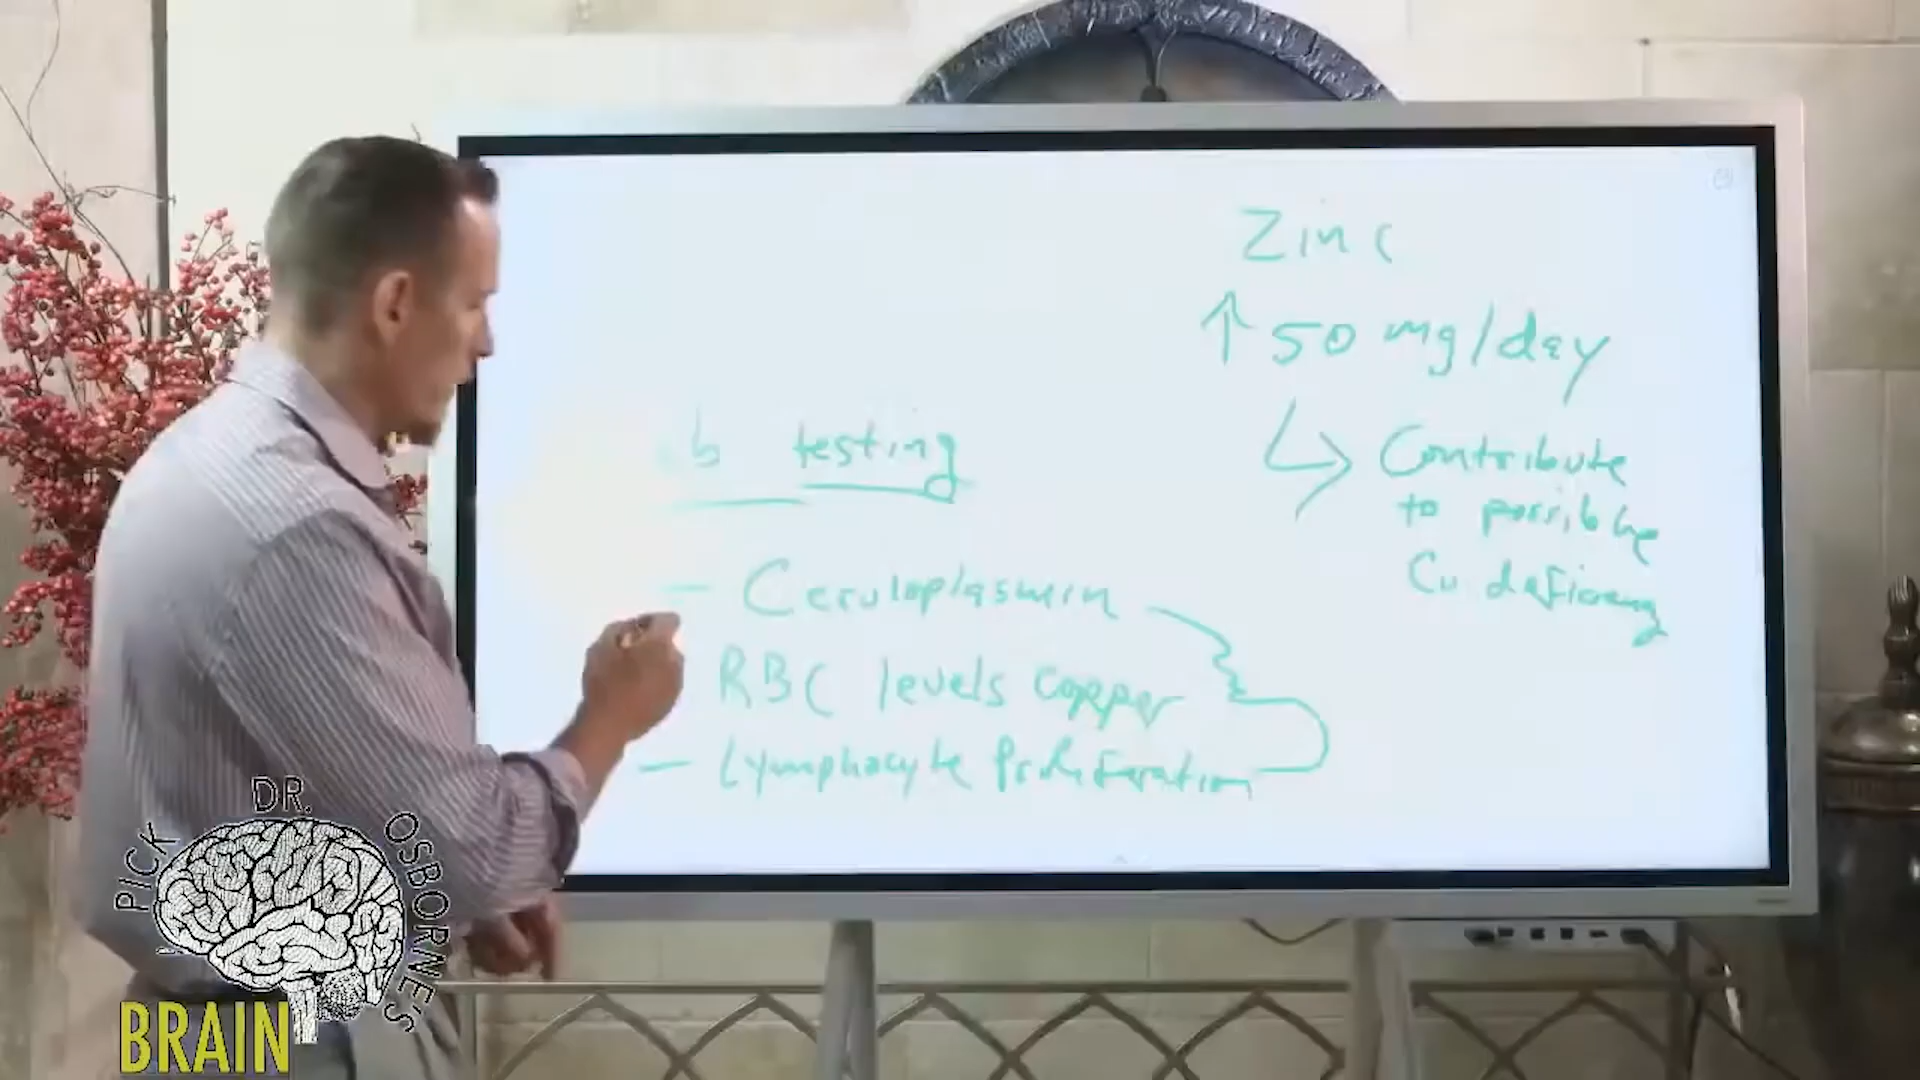 Zinc
↑ 50 mg/day
Contribute
to possible
Cu deficiency
b testing
- Ceruloplasmin
RBC levels copper
- Lymphocyte Proliferation
PICK DR. OSBORNE'S
BRAIN